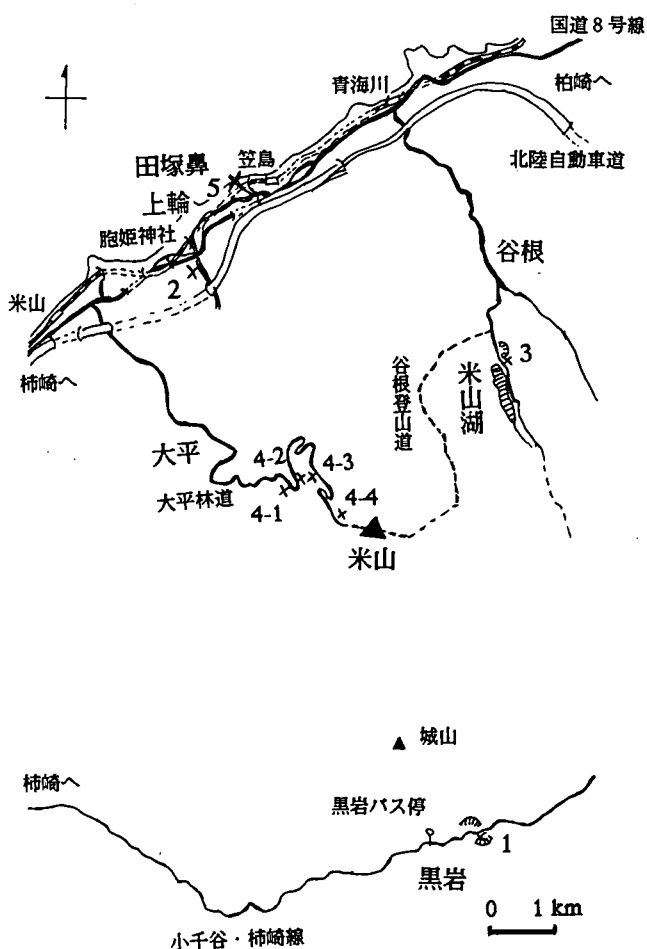 国道8号線
青海川
柏崎へ
北陸自動車道
田塚鼻
笠島
5
上輪
胞姫神社
谷根
2
米山
柿崎へ
3
谷根登山道
米山湖
大平
4-2
4-3
大平林道
4-1
4-4
米山
城山
柿崎へ
黒岩バス停
1
黒岩
0 1 km
小千谷・柿崎線